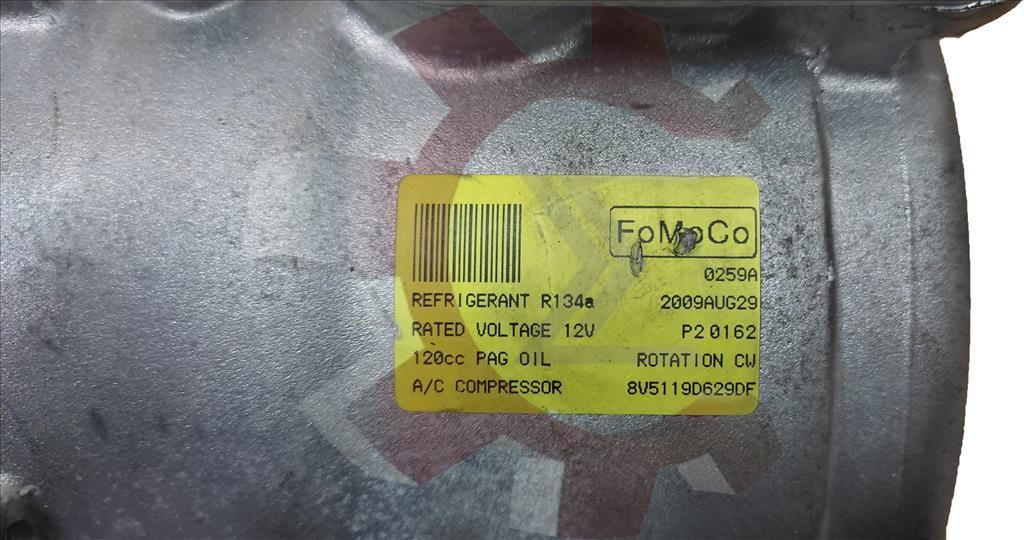 FoMoCo
0259A
REFRIGERANT R134a 2009AUG29
RATED VOLTAGE 12V P2 0162
120cc PAG OIL ROTATION CW
A/C COMPRESSOR 8V5119D629DF